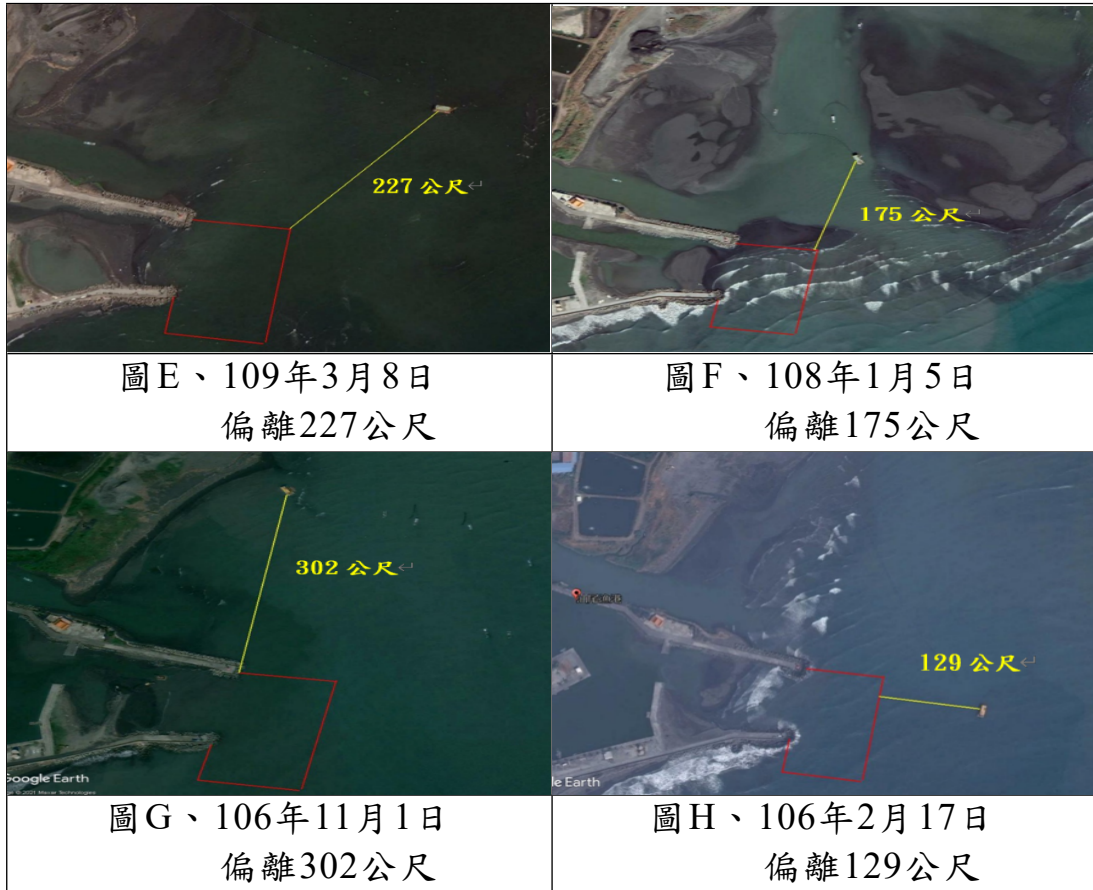 227 公尺
175 公尺
圖E、109年3月8日
偏離227公尺
圖F、108年1月5日
偏離175公尺
302 公尺
Google Earth
129 公尺
le Earth
圖G、106年11月1日
偏離302公尺
圖H、106年2月17日
偏離129公尺